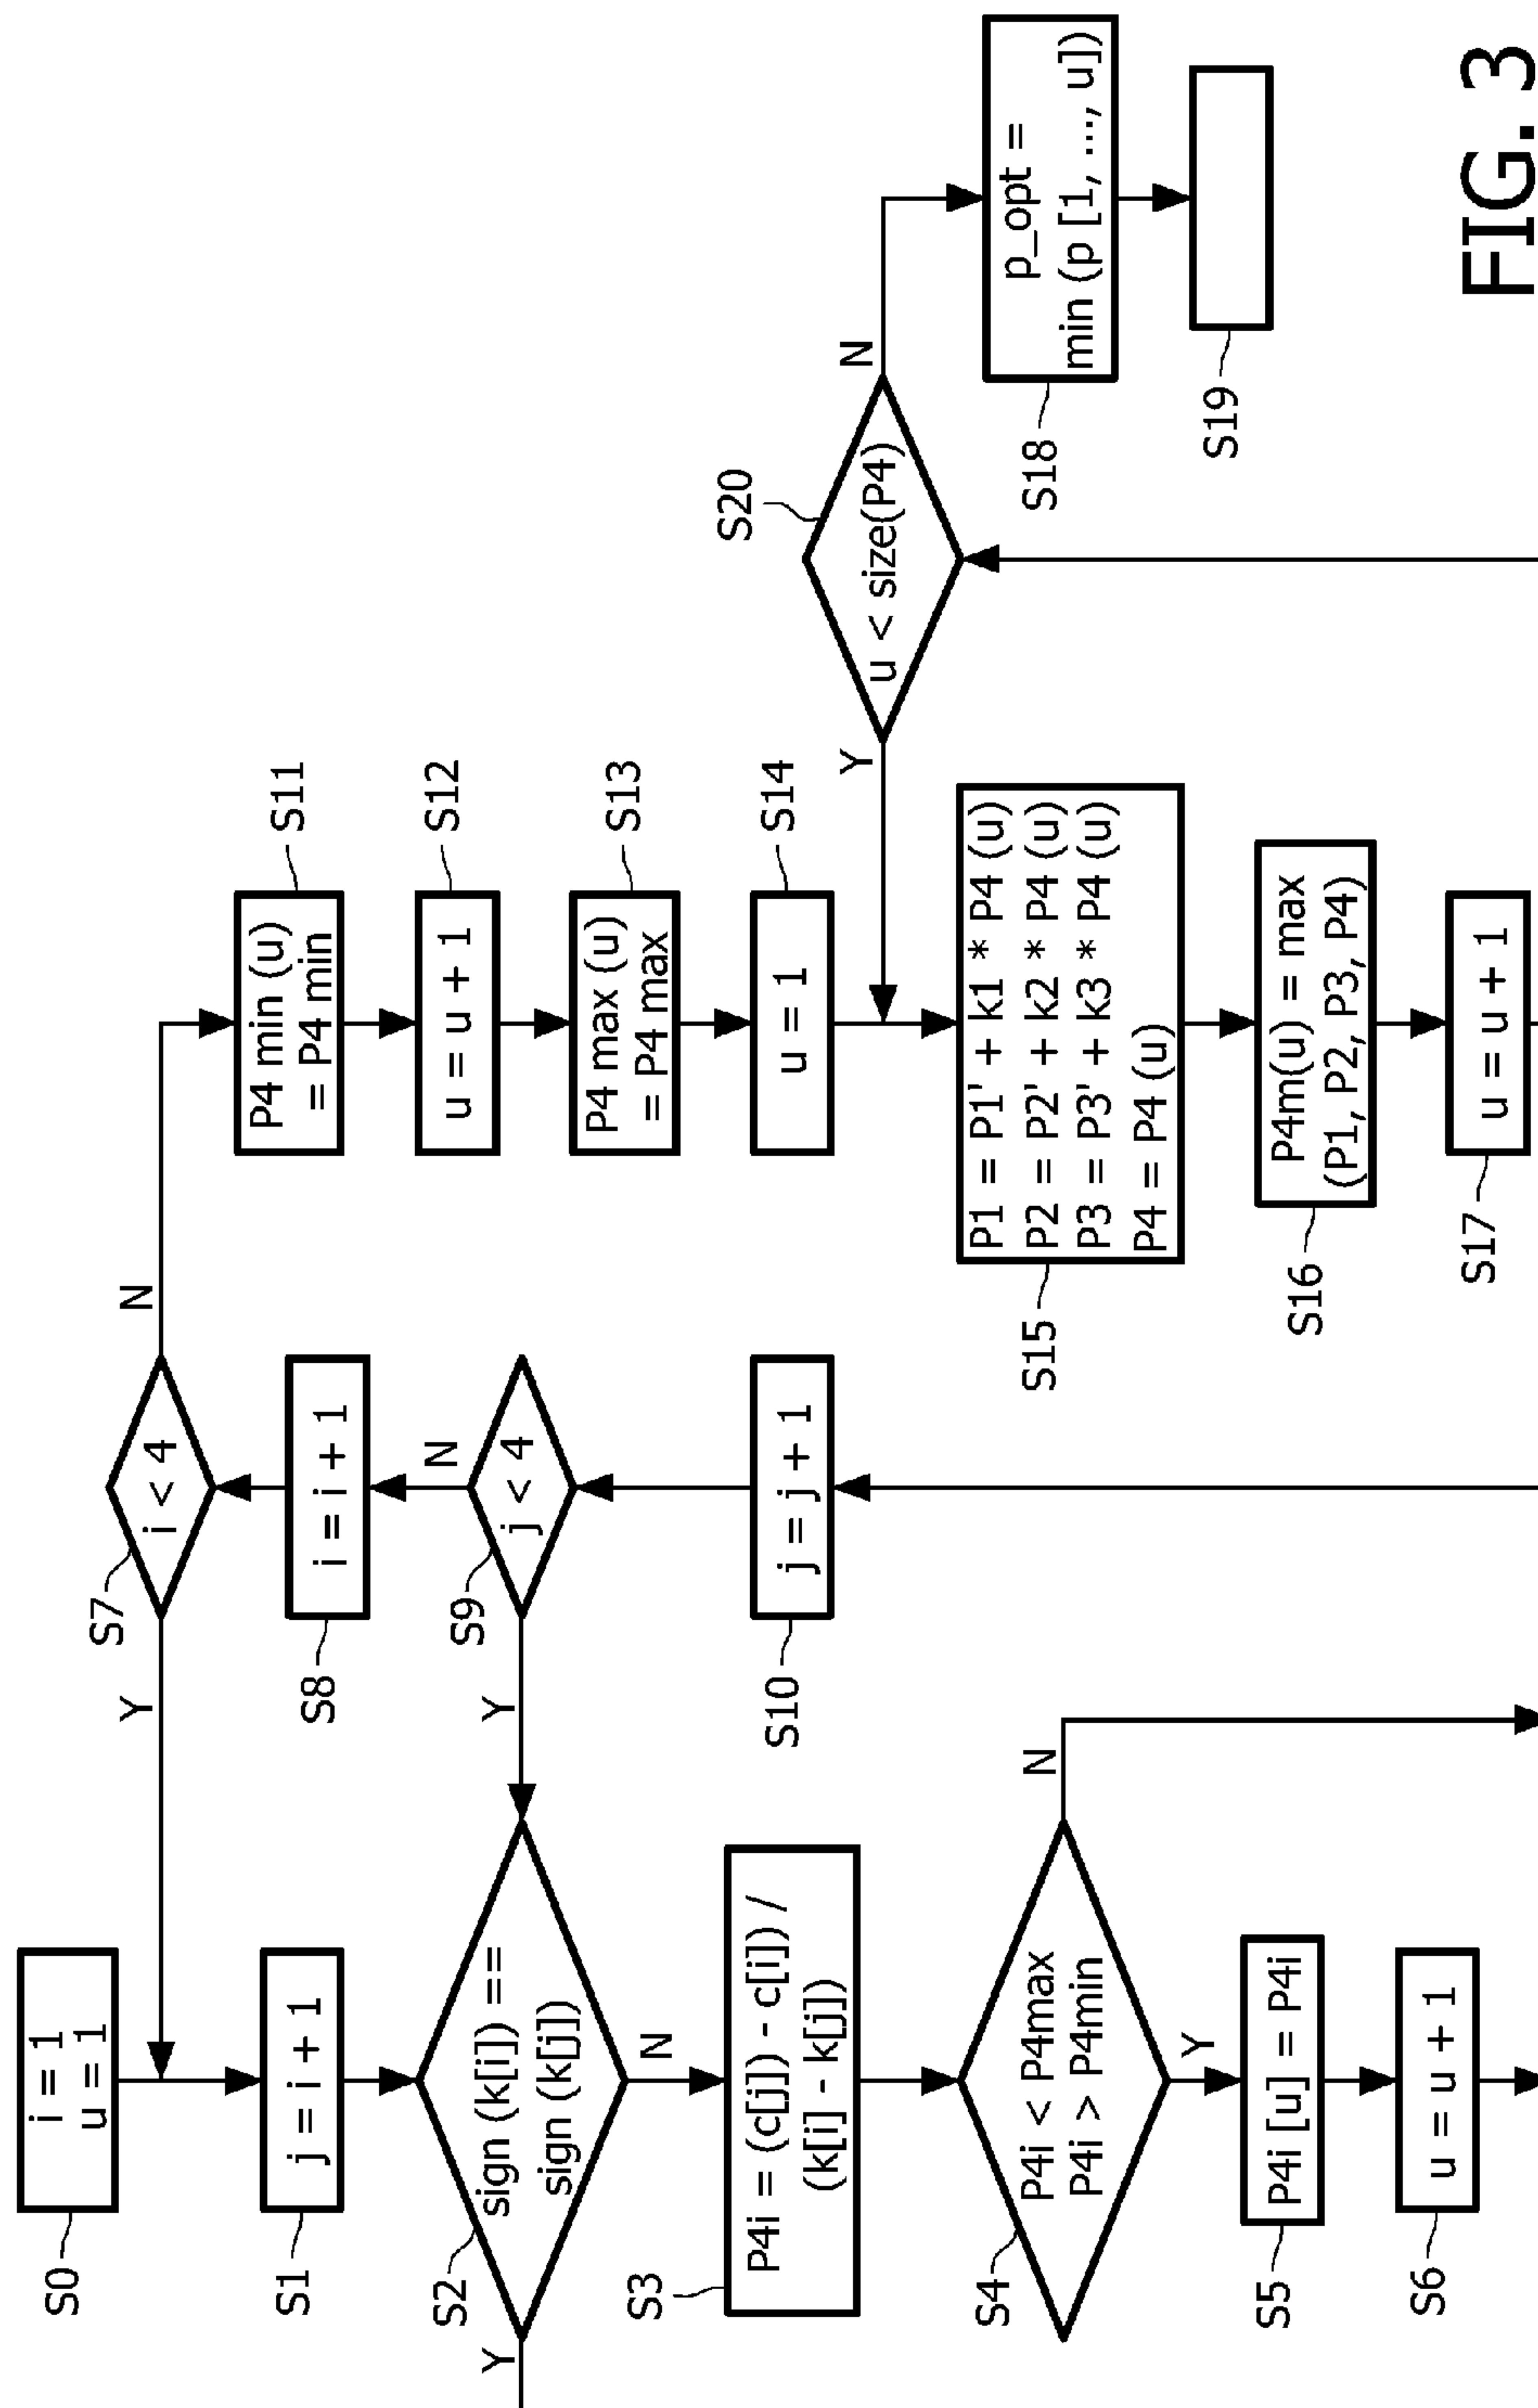 S0
i = 1
u = 1
S1
j = i + 1
S2
sign (k[i]) ==
sign (k[j])
Y
N
S3
P4i = (c[j]) - c[i]) /
(k[i] - k[j])
S4
P4i < P4max
P4i > P4min
N
Y
S5
P4i [u] = P4i
S6
u = u + 1
S7
i < 4
Y
N
S8
i = i + 1
N
S9
j < 4
Y
S10
j = j + 1
P4 min (u)
= P4 min
S11
u = u + 1
S12
P4 max (u)
= P4 max
S13
u = 1
S14
S15
P1 = P1' + k1 * P4 (u)
P2 = P2' + k2 * P4 (u)
P3 = P3' + k3 * P4 (u)
P4 = P4 (u)
S16
P4m(u) = max
(P1, P2, P3, P4)
S17
u = u + 1
S20
u < size(P4)
Y
N
S18
p_opt =
min (p [1, ..., u])
S19
FIG. 3